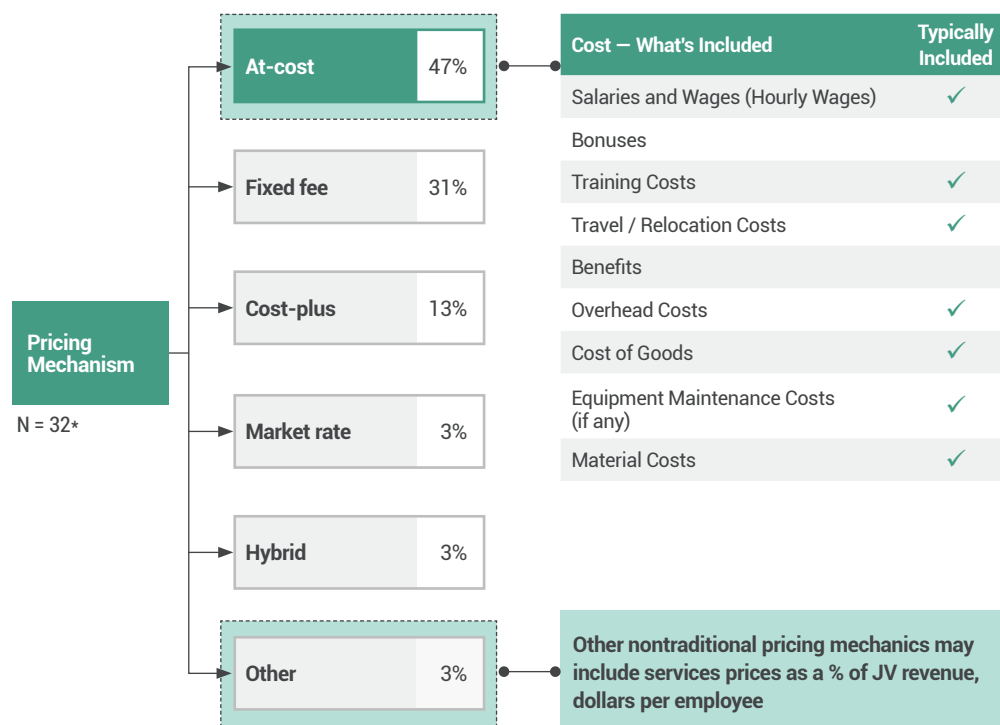 Pricing
Mechanism
N = 32*
At-cost 47%
Fixed fee 31%
Cost-plus 13%
Market rate 3%
Hybrid 3%
Other 3%
Cost — What's Included Typically
Included
Salaries and Wages (Hourly Wages) ✓
Bonuses
Training Costs ✓
Travel / Relocation Costs ✓
Benefits
Overhead Costs ✓
Cost of Goods ✓
Equipment Maintenance Costs
(if any) ✓
Material Costs ✓
Other nontraditional pricing mechanics may
include services prices as a % of JV revenue,
dollars per employee